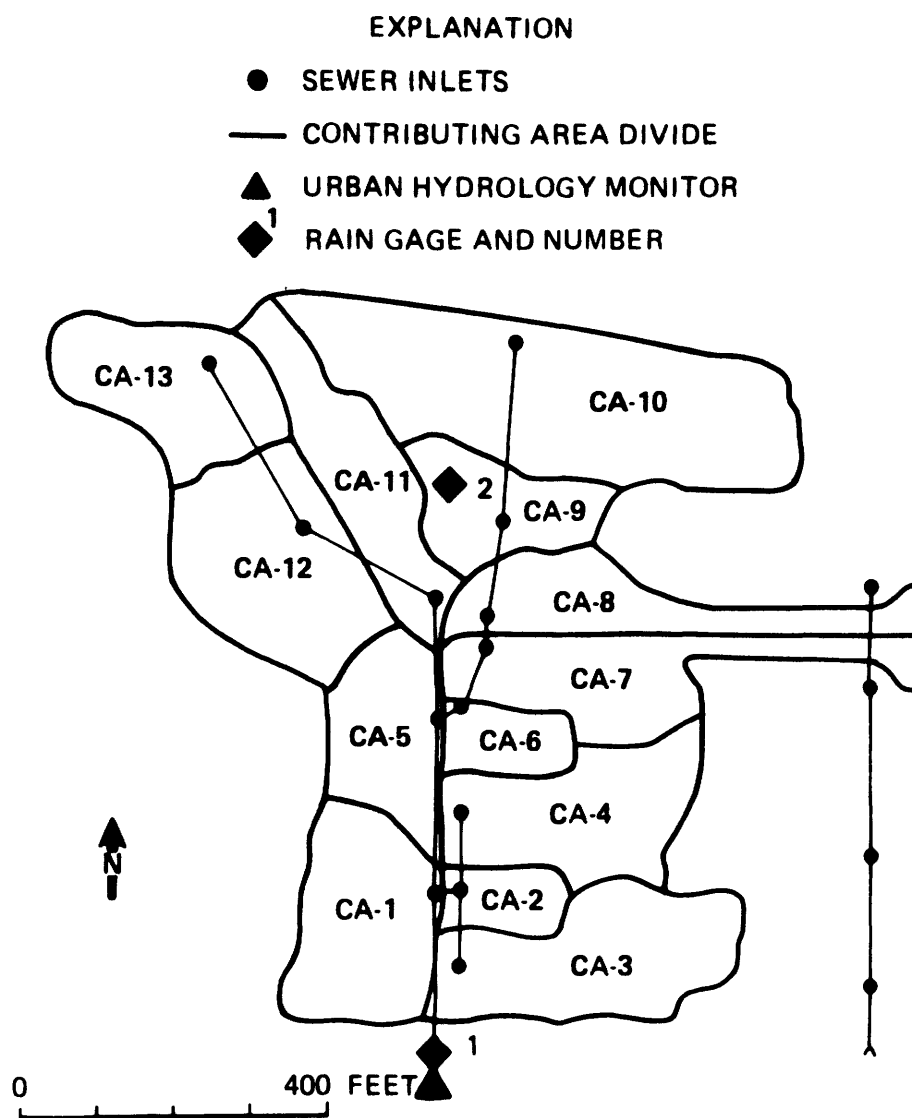 EXPLANATION
SEWER INLETS
CONTRIBUTING AREA DIVIDE
URBAN HYDROLOGY MONITOR
1
RAIN GAGE AND NUMBER
CA-13
CA-10
CA-11
2
CA-9
CA-12
CA-8
CA-7
CA-5
CA-6
CA-4
N
CA-1
CA-2
CA-3
1
0 400 FEET